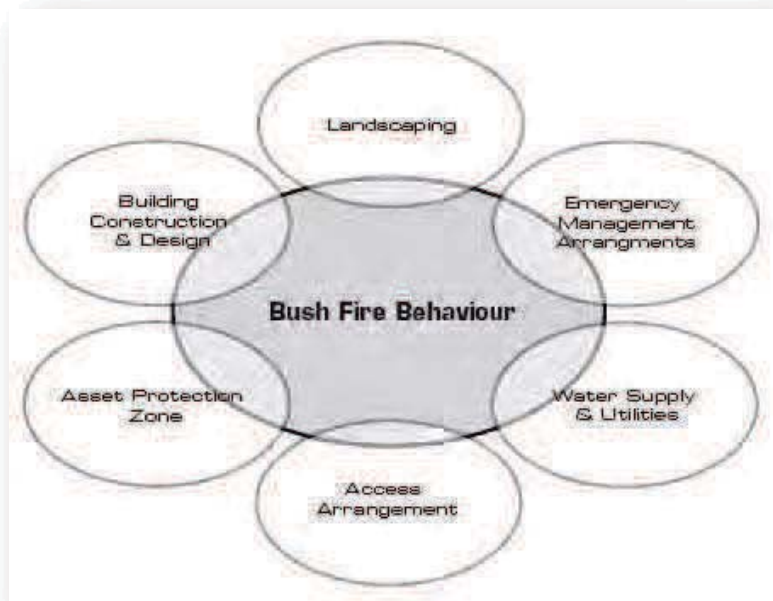 Landscaping
Building
Construction
& Design
Emergency
Management
Arrangments
Bush Fire Behaviour
Asset Protection
Zone
Water Supply
& Utilities
Access
Arrangement